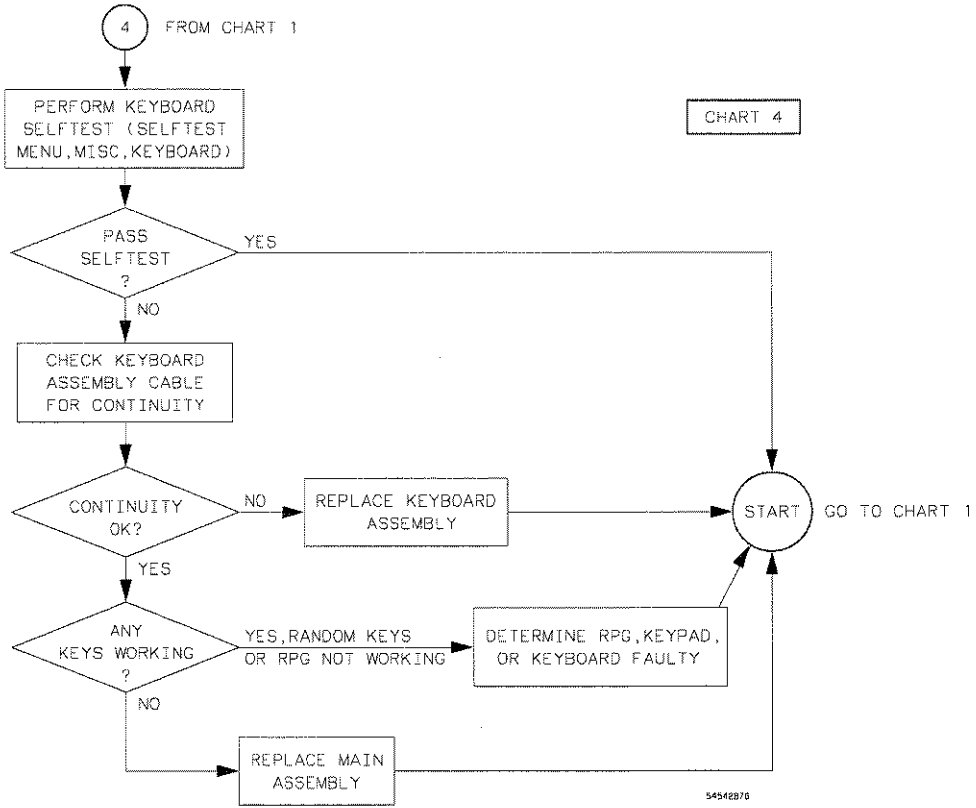 4 FROM CHART 1
PERFORM KEYBOARD
SELFTEST (SELFTEST
MENU,MISC,KEYBOARD)
CHART 4
PASS
SELFTEST
?
YES
NO
CHECK KEYBOARD
ASSEMBLY CABLE
FOR CONTINUITY
CONTINUITY
OK?
NO
REPLACE KEYBOARD
ASSEMBLY
START GO TO CHART 1
YES
ANY
KEYS WORKING
?
YES,RANDOM KEYS
OR RPG NOT WORKING
DETERMINE RPG,KEYPAD,
OR KEYBOARD FAULTY
NO
REPLACE MAIN
ASSEMBLY